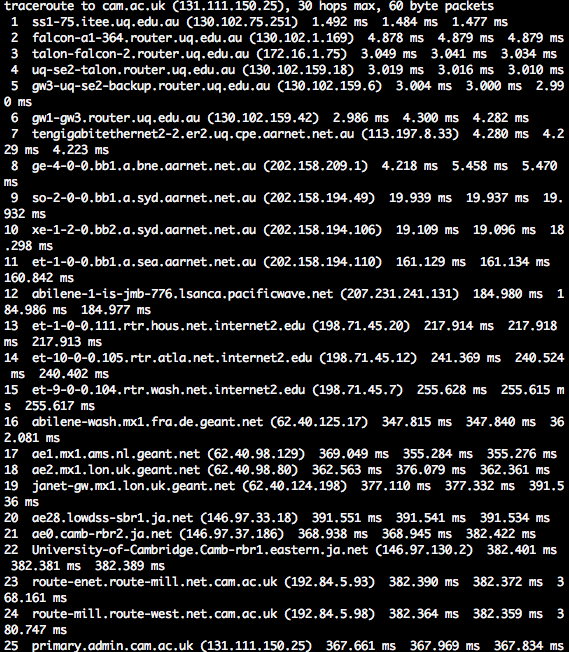 traceroute to cam.ac.uk (131.111.150.25), 30 hops max, 60 byte packets
1 ss1-75.itee.uq.edu.au (130.102.75.251) 1.492 ms 1.484 ms 1.477 ms
2 falcon-a1-364.router.uq.edu.au (130.102.1.169) 4.878 ms 4.879 ms 4.879 ms
3 talon-falcon-2.router.uq.edu.au (172.16.1.75) 3.049 ms 3.041 ms 3.034 ms
4 uq-se2-talon.router.uq.edu.au (130.102.159.18) 3.019 ms 3.016 ms 3.010 ms
5 gw3-uq-se2-backup.router.uq.edu.au (130.102.159.6) 3.004 ms 3.000 ms 2.99
0 ms
6 gw1-gw3.router.uq.edu.au (130.102.159.42) 2.986 ms 4.300 ms 4.282 ms
7 tengigabitethernet2-2.er2.uq.cpe.aarnet.net.au (113.197.8.33) 4.280 ms 4.2
29 ms 4.223 ms
8 ge-4-0-0.bb1.a.bne.aarnet.net.au (202.158.209.1) 4.218 ms 5.458 ms 5.470
ms
9 so-2-0-0.bb1.a.syd.aarnet.net.au (202.158.194.49) 19.939 ms 19.937 ms 19.
932 ms
10 xe-1-2-0.bb2.a.syd.aarnet.net.au (202.158.194.106) 19.109 ms 19.096 ms 18
.298 ms
11 et-1-0-0.bb1.a.sea.aarnet.net.au (202.158.194.110) 161.129 ms 161.134 ms
160.842 ms
12 abilene-1-is-jmb-776.lsanca.pacificwave.net (207.231.241.131) 184.980 ms 1
84.986 ms 184.977 ms
13 et-1-0-0.111.rtr.hous.net.internet2.edu (198.71.45.20) 217.914 ms 217.918
ms 217.913 ms
14 et-10-0-0.105.rtr.atla.net.internet2.edu (198.71.45.12) 241.369 ms 240.524
ms 240.402 ms
15 et-9-0-0.104.rtr.wash.net.internet2.edu (198.71.45.7) 255.628 ms 255.615 m
s 255.617 ms
16 abilene-wash.mx1.fra.de.geant.net (62.40.125.17) 347.815 ms 347.840 ms 36
2.081 ms
17 ae1.mx1.ams.nl.geant.net (62.40.98.129) 369.049 ms 355.284 ms 355.276 ms
18 ae2.mx1.lon.uk.geant.net (62.40.98.80) 362.563 ms 376.079 ms 362.361 ms
19 janet-gw.mx1.lon.uk.geant.net (62.40.124.198) 377.110 ms 377.332 ms 391.5
36 ms
20 ae28.lowdss-sbr1.ja.net (146.97.33.18) 391.551 ms 391.541 ms 391.534 ms
21 ae0.camb-rbr2.ja.net (146.97.37.186) 368.938 ms 368.945 ms 382.422 ms
22 University-of-Cambridge.Camb-rbr1.eastern.ja.net (146.97.130.2) 382.401 ms
382.381 ms 382.389 ms
23 route-enet.route-mill.net.cam.ac.uk (192.84.5.93) 382.390 ms 382.372 ms 3
68.161 ms
24 route-mill.route-west.net.cam.ac.uk (192.84.5.98) 382.364 ms 382.359 ms 3
80.747 ms
25 primary.admin.cam.ac.uk (131.111.150.25) 367.661 ms 367.969 ms 367.834 ms